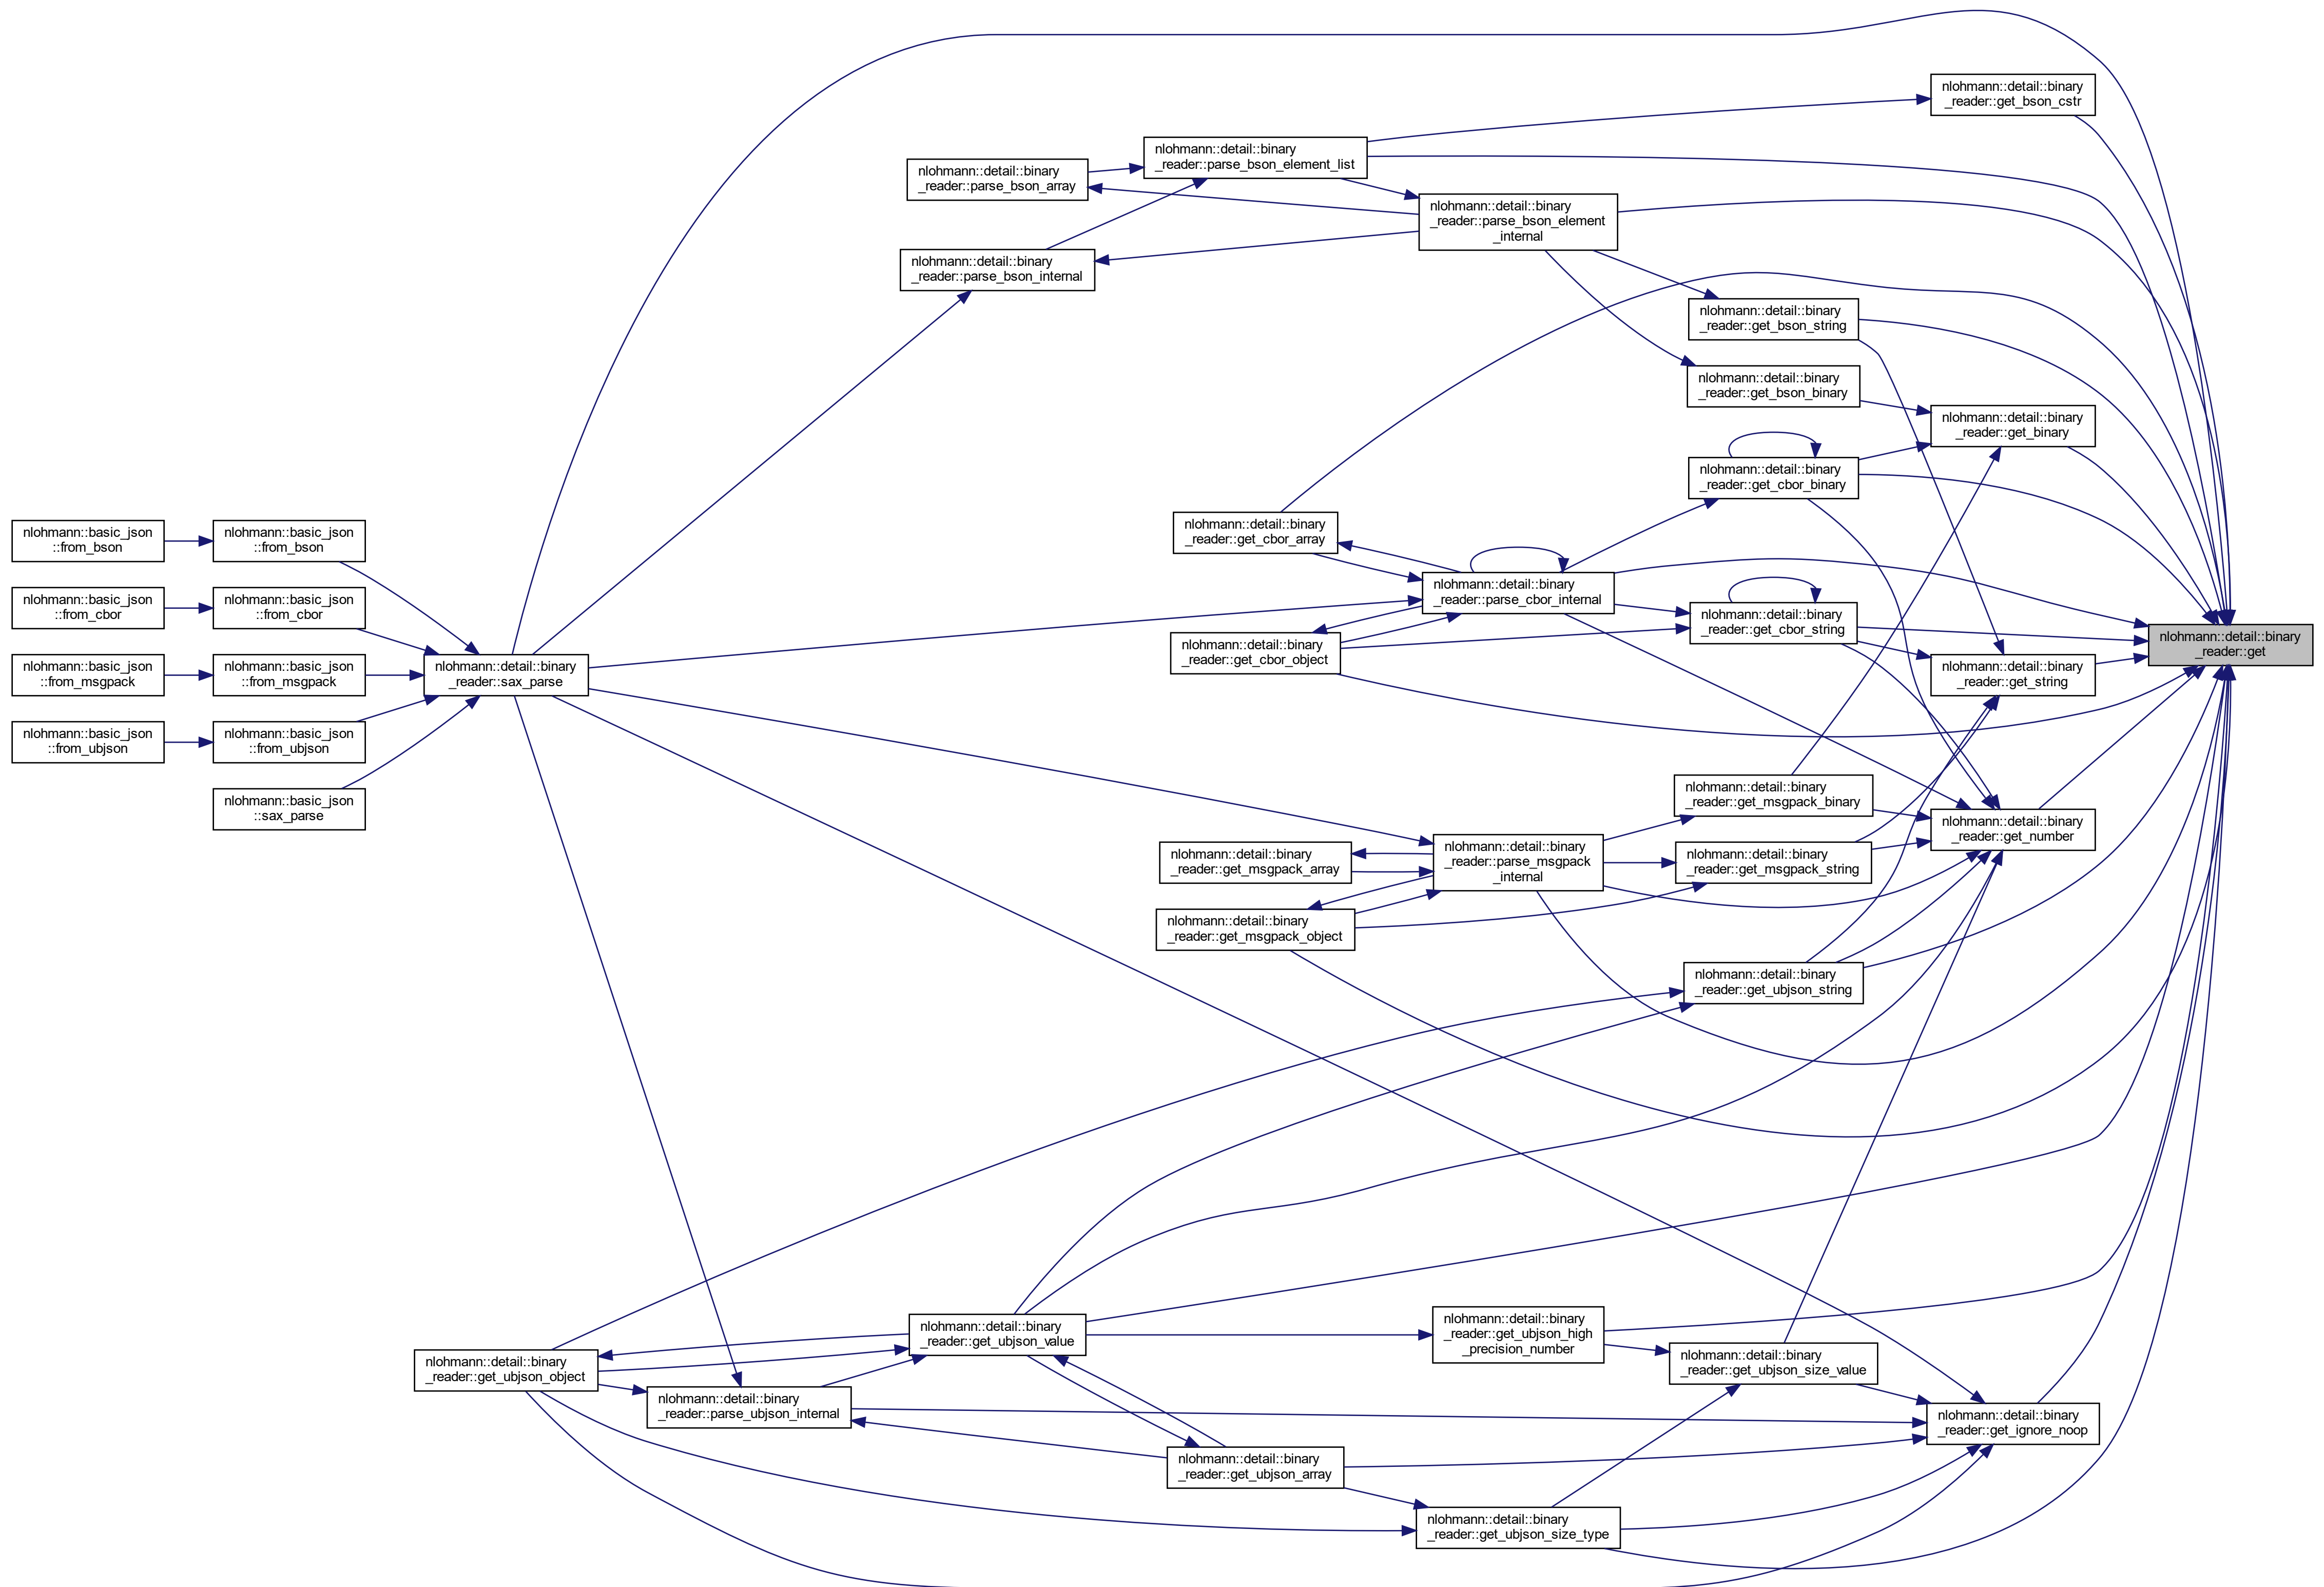 nlohmann::detail::binary
_reader::get_bson_cstr
nlohmann::detail::binary
_reader::parse_bson_element_list
nlohmann::detail::binary
_reader::parse_bson_array
nlohmann::detail::binary
_reader::parse_bson_element
_internal
nlohmann::detail::binary
_reader::parse_bson_internal
nlohmann::detail::binary
_reader::get_bson_string
nlohmann::detail::binary
_reader::get_bson_binary
nlohmann::detail::binary
_reader::get_binary
nlohmann::detail::binary
_reader::get_cbor_binary
nlohmann::detail::binary
_reader::get_cbor_array
nlohmann::basic_json
::from_bson
nlohmann::basic_json
::from_bson
nlohmann::detail::binary
_reader::parse_cbor_internal
nlohmann::basic_json
::from_cbor
nlohmann::basic_json
::from_cbor
nlohmann::detail::binary
_reader::get_cbor_string
nlohmann::detail::binary
_reader::get
nlohmann::detail::binary
_reader::get_cbor_object
nlohmann::basic_json
::from_msgpack
nlohmann::basic_json
::from_msgpack
nlohmann::detail::binary
_reader::sax_parse
nlohmann::detail::binary
_reader::get_string
nlohmann::basic_json
::from_ubjson
nlohmann::basic_json
::from_ubjson
nlohmann::basic_json
::sax_parse
nlohmann::detail::binary
_reader::get_msgpack_binary
nlohmann::detail::binary
_reader::get_number
nlohmann::detail::binary
_reader::parse_msgpack
_internal
nlohmann::detail::binary
_reader::get_msgpack_array
nlohmann::detail::binary
_reader::get_msgpack_string
nlohmann::detail::binary
_reader::get_msgpack_object
nlohmann::detail::binary
_reader::get_ubjson_string
nlohmann::detail::binary
_reader::get_ubjson_value
nlohmann::detail::binary
_reader::get_ubjson_high
_precision_number
nlohmann::detail::binary
_reader::get_ubjson_size_value
nlohmann::detail::binary
_reader::get_ubjson_object
nlohmann::detail::binary
_reader::parse_ubjson_internal
nlohmann::detail::binary
_reader::get_ignore_noop
nlohmann::detail::binary
_reader::get_ubjson_array
nlohmann::detail::binary
_reader::get_ubjson_size_type